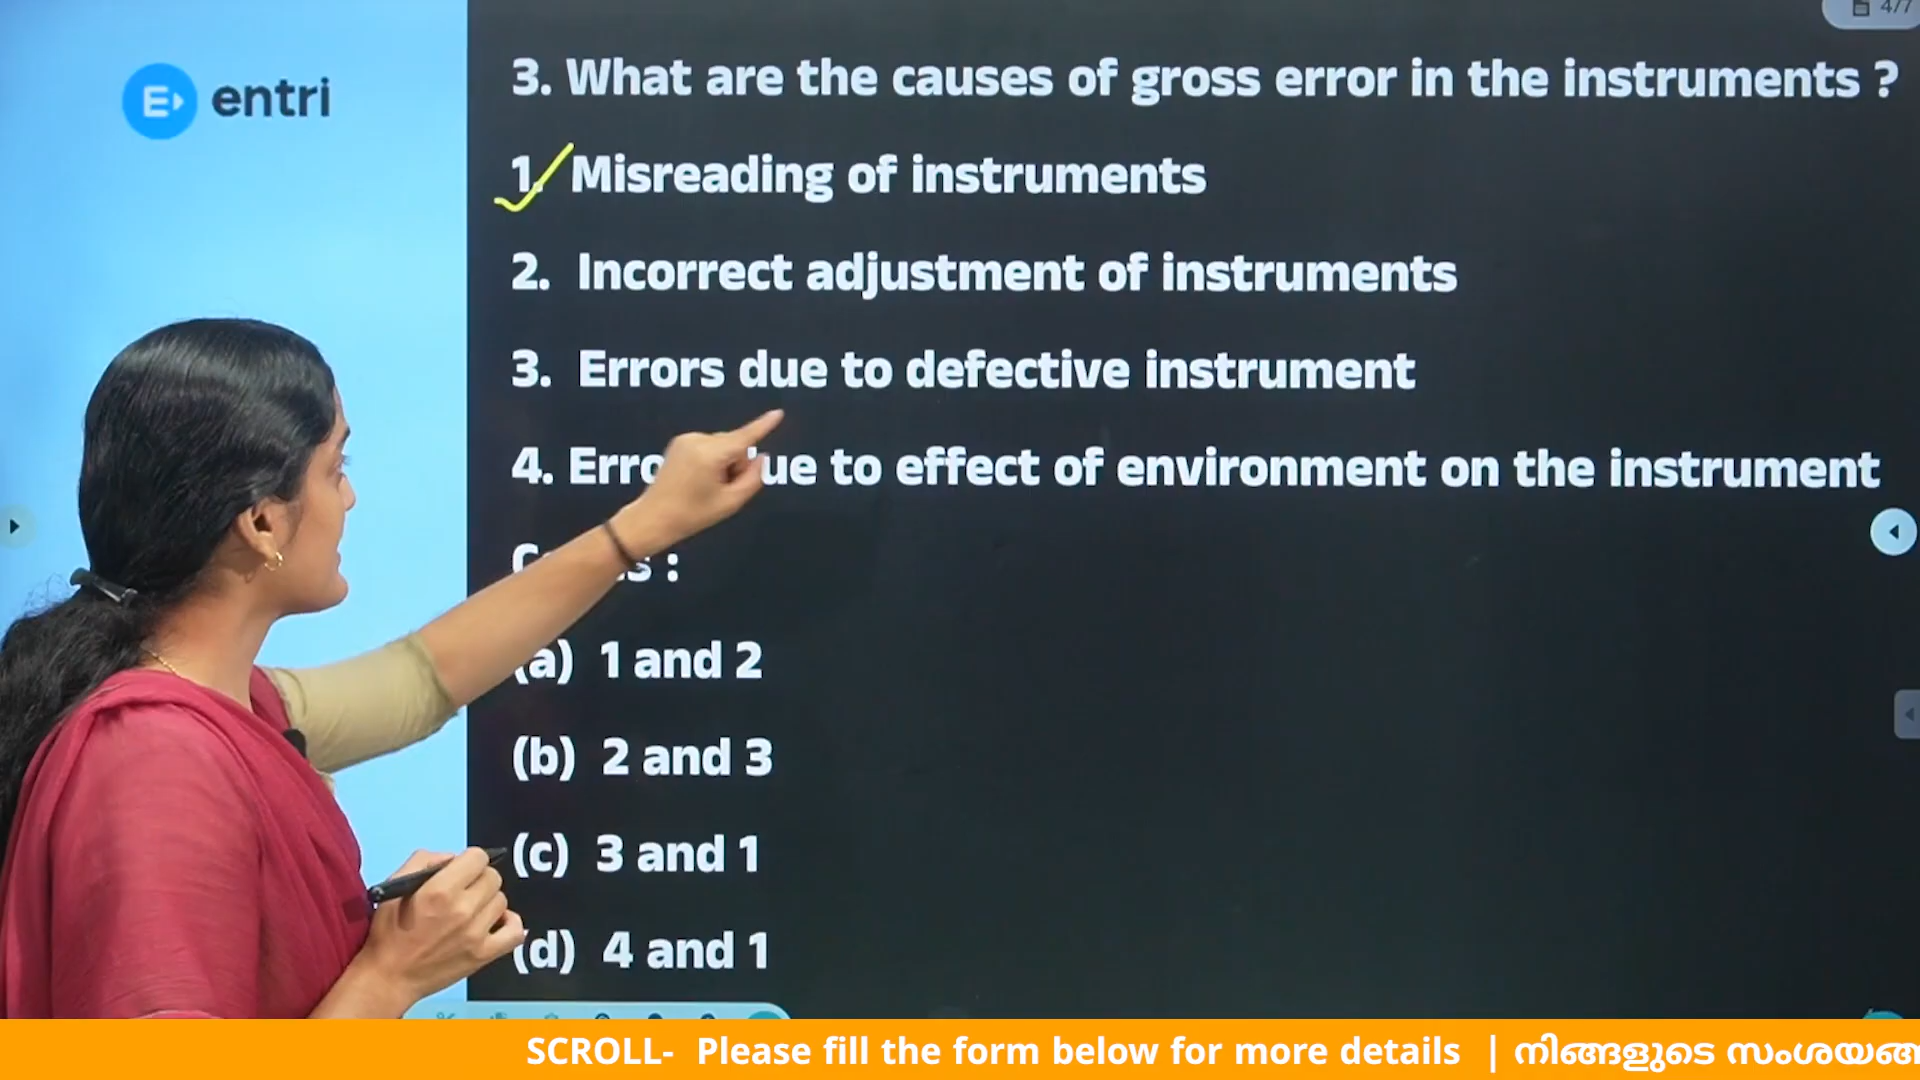 4/7
entri
3. What are the causes of gross error in the instruments ?
1. Misreading of instruments
2. Incorrect adjustment of instruments
3. Errors due to defective instrument
4. to effect of environment on the instrument
:
(a) 1 and 2
(b) 2 and 3
(c) 3 and 1
(d) 4 and 1
SCROLL- Please fill the form below for more details | നിങ്ങളുടെ